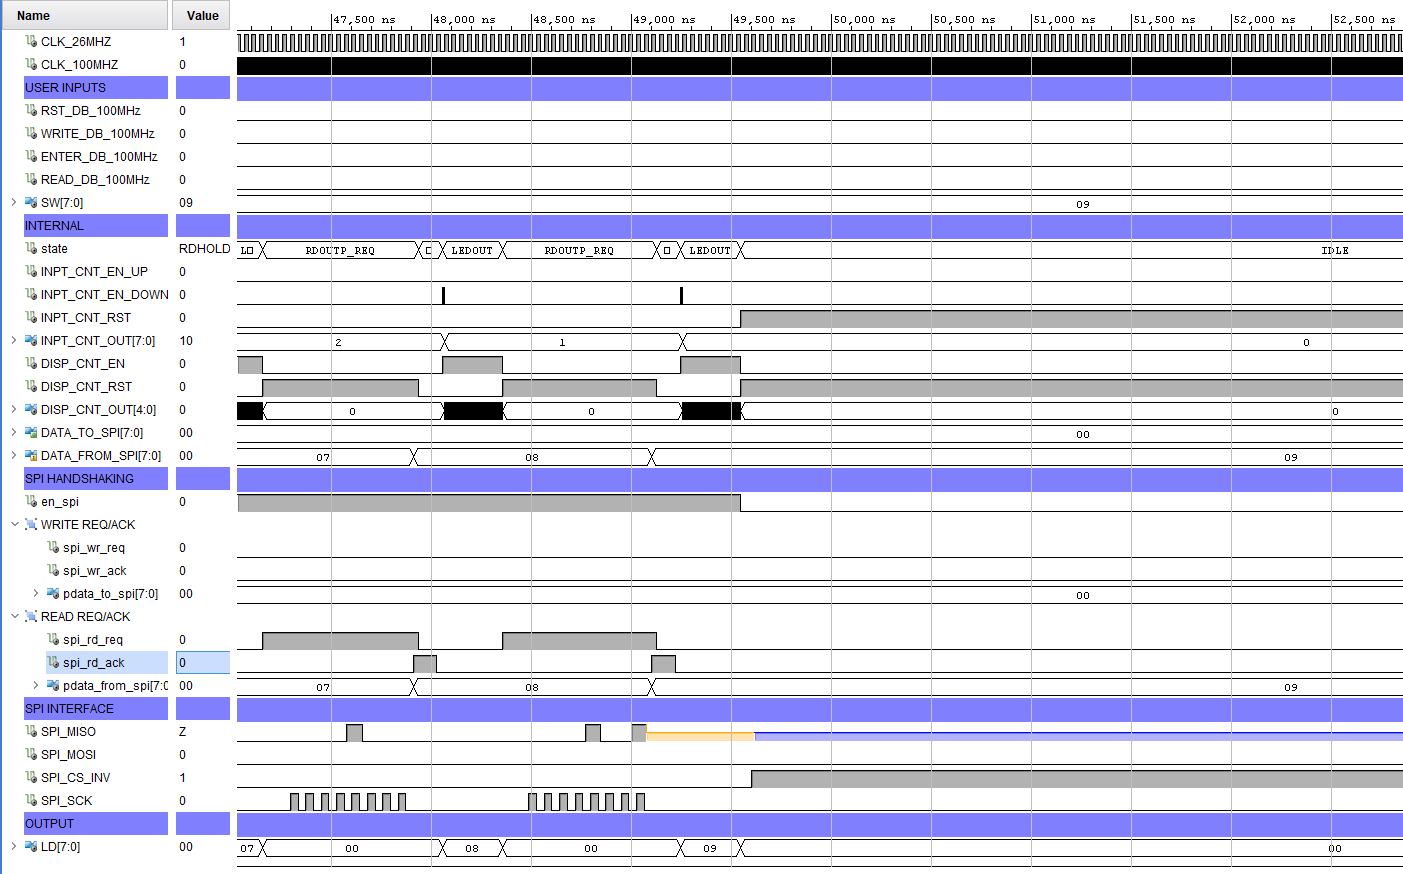 Name Value 47,500 ns 48,000 ns 48,500 ns 49,000 ns 49,500 ns 50,000 ns 50,500 ns 51,000 ns 51,500 ns 52,000 ns 52,500 ns
CLK_26MHZ 1
CLK_100MHZ 0
USER INPUTS
RST_DB_100MHz 0
WRITE_DB_100MHz 0
ENTER_DB_100MHz 0
READ_DB_100MHz 0
SW[7:0] 09 09
INTERNAL
state RDHOLD L RDOUTP_REQ LEDOUT RDOUTP_REQ LEDOUT IDLE
INPT_CNT_EN_UP 0
INPT_CNT_EN_DOWN 0
INPT_CNT_RST 0
INPT_CNT_OUT[7:0] 10 2 1 0
DISP_CNT_EN 0
DISP_CNT_RST 0
DISP_CNT_OUT[4:0] 0 0 0 0
DATA_TO_SPI[7:0] 00 00
DATA_FROM_SPI[7:0] 00 07 08 09
SPI HANDSHAKING
en_spi 0
WRITE REQ/ACK
spi_wr_req 0
spi_wr_ack 0
pdata_to_spi[7:0] 00 00
READ REQ/ACK
spi_rd_req 0
spi_rd_ack 0
pdata_from_spi[7:0 00 07 08 09
SPI INTERFACE
SPI_MISO Z
SPI_MOSI 0
SPI_CS_INV 1
SPI_SCK 0
OUTPUT
LD[7:0] 00 07 00 08 00 09 00